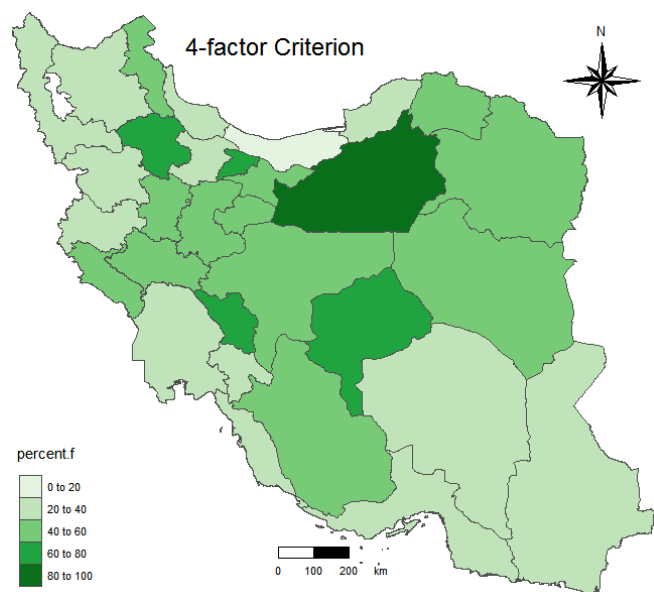 4-factor Criterion
N
percent.f
0 to 20
20 to 40
40 to 60
60 to 80
80 to 100
0 100 200 km